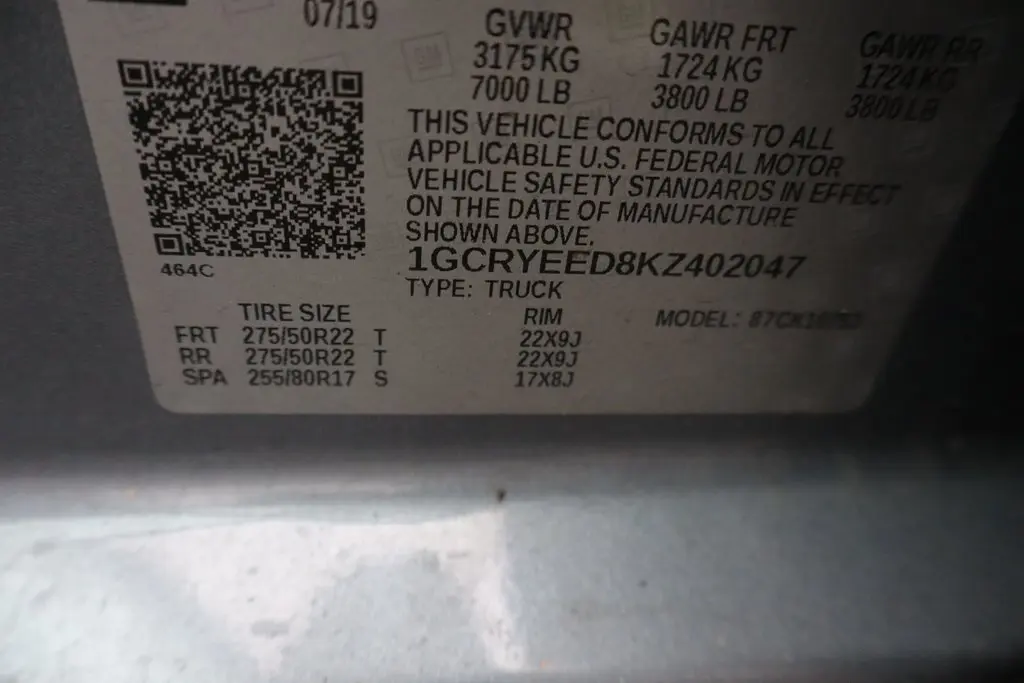 07/19
GVWR GAWR FRT GAWR RR
3175 KG 1724 KG 1724 KG
7000 LB 3800 LB 3800 LB
THIS VEHICLE CONFORMS TO ALL
APPLICABLE U.S. FEDERAL MOTOR
VEHICLE SAFETY STANDARDS IN EFFECT
ON THE DATE OF MANUFACTURE
SHOWN ABOVE.
464C
1GCRYEED8KZ402047
TYPE: TRUCK
TIRE SIZE RIM MODEL:
FRT 275/50R22 T 22X9J
RR 275/50R22 T 22X9J
SPA 255/80R17 S 17X8J